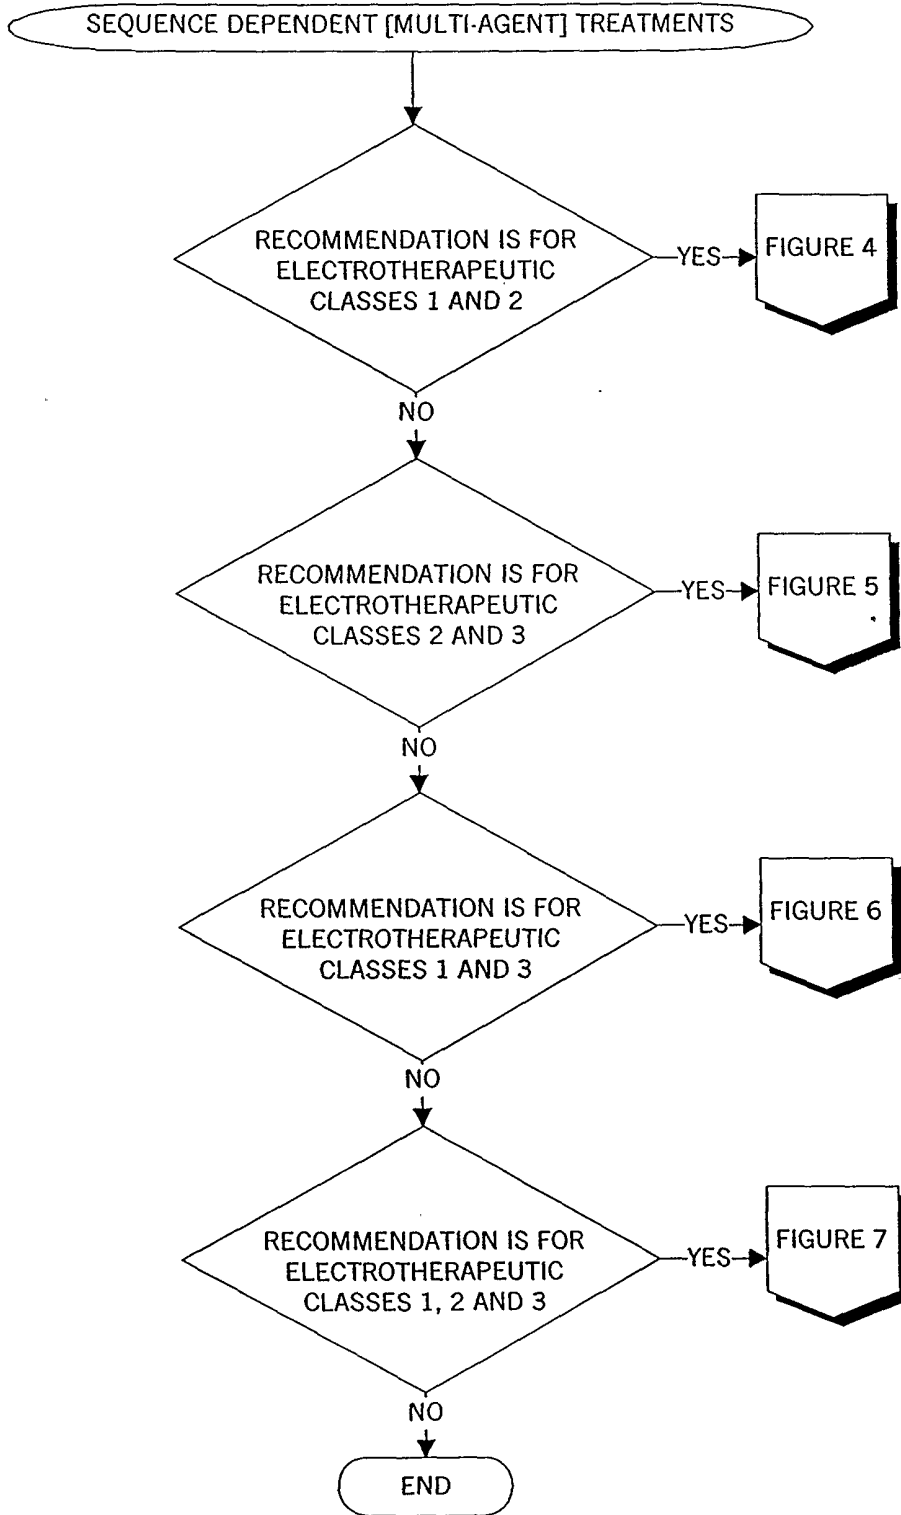 SEQUENCE DEPENDENT [MULTI-AGENT] TREATMENTS
RECOMMENDATION IS FOR
ELECTROTHERAPEUTIC
CLASSES 1 AND 2
YES
FIGURE 4
NO
RECOMMENDATION IS FOR
ELECTROTHERAPEUTIC
CLASSES 2 AND 3
YES
FIGURE 5
NO
RECOMMENDATION IS FOR
ELECTROTHERAPEUTIC
CLASSES 1 AND 3
YES
FIGURE 6
NO
RECOMMENDATION IS FOR
ELECTROTHERAPEUTIC
CLASSES 1, 2 AND 3
YES
FIGURE 7
NO
END